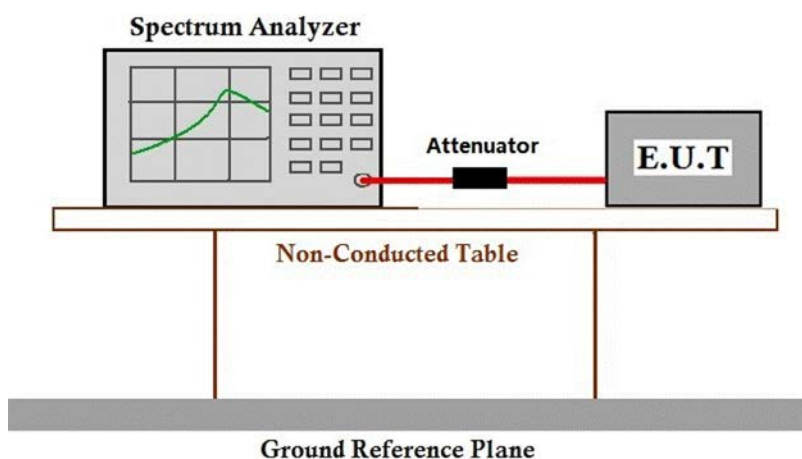 Spectrum Analyzer
Attenuator
E.U.T
Non-Conducted Table
Ground Reference Plane